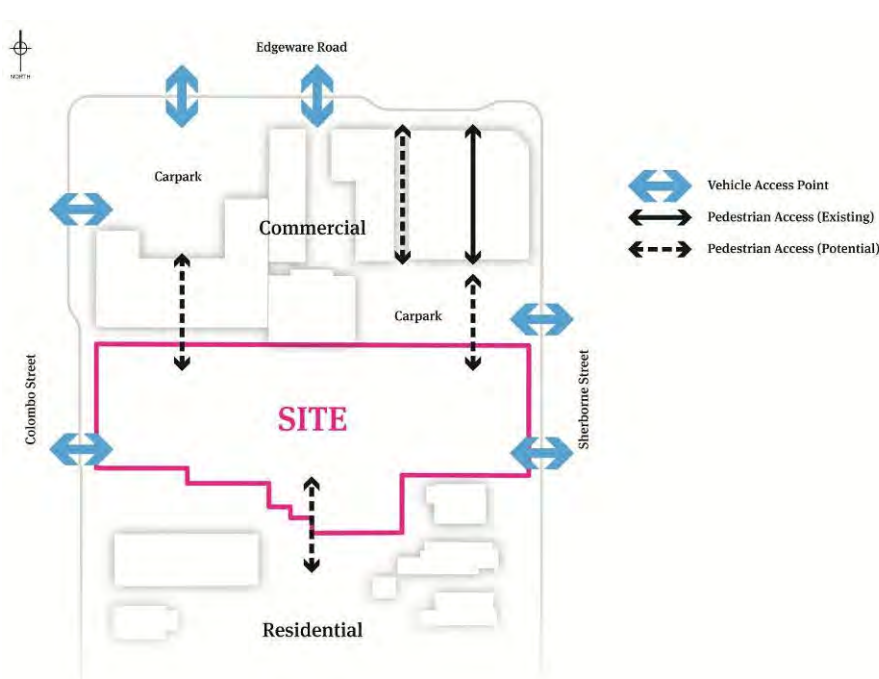 Edgeware Road
NORTH
Carpark
Vehicle Access Point
Pedestrian Access (Existing)
Commercial
Pedestrian Access (Potential)
Carpark
Colombo Street
Sherborne Street
SITE
Residential